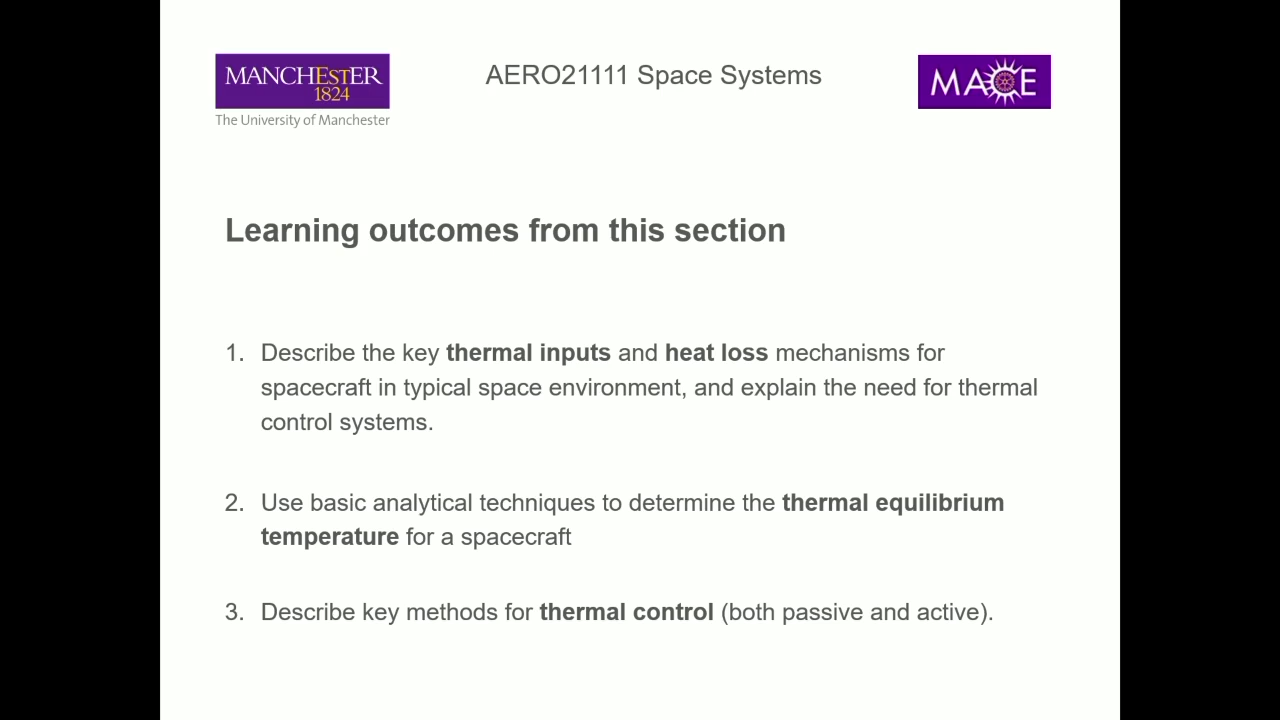 MANCHESTER
1824
The University of Manchester
AERO21111 Space Systems
MACE
Learning outcomes from this section
1. Describe the key thermal inputs and heat loss mechanisms for
spacecraft in typical space environment, and explain the need for thermal
control systems.
2. Use basic analytical techniques to determine the thermal equilibrium
temperature for a spacecraft
3. Describe key methods for thermal control (both passive and active).